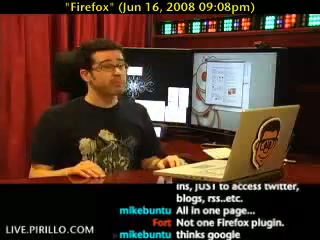 "Firefox" (Jun 16, 2008 09:08pm)
LIVE.PIRILLO.COM
ins, JUST to access twitter,
blogs, rss..etc.
mikebuntu All in one page...
Fort Not one Firefox plugin.
mikebuntu thinks google